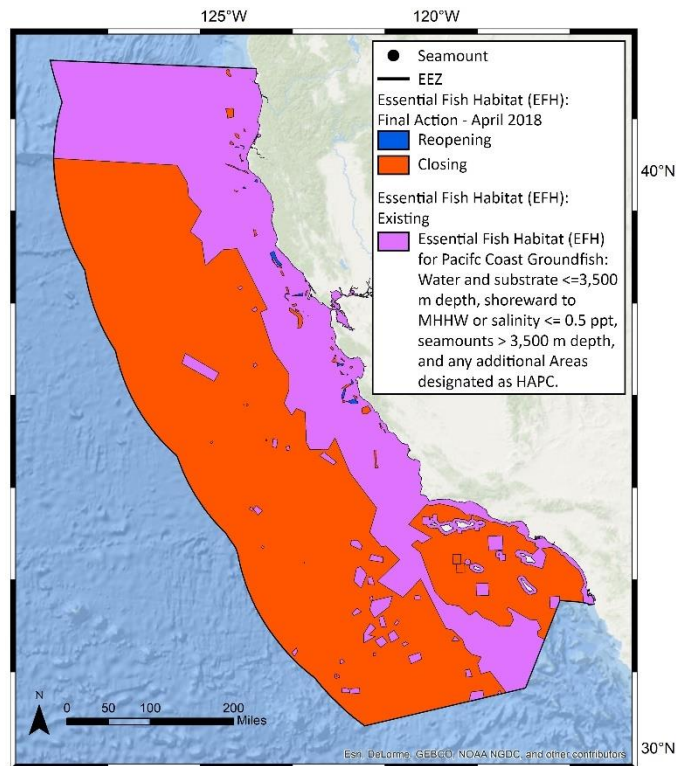 125°W 120°W
Seamount
EEZ
Essential Fish Habitat (EFH):
Final Action - April 2018
Reopening
Closing
Essential Fish Habitat (EFH):
Existing
Essential Fish Habitat (EFH)
for Pacifc Coast Groundfish:
Water and substrate <=3,500
m depth, shoreward to
MHHW or salinity <= 0.5 ppt,
seamounts > 3,500 m depth,
and any additional Areas
designated as HAPC.
40°N
N
0 50 100 200
Miles
Esri, DeLorme, GEBCO, NOAA NGDC, and other contributors
30°N